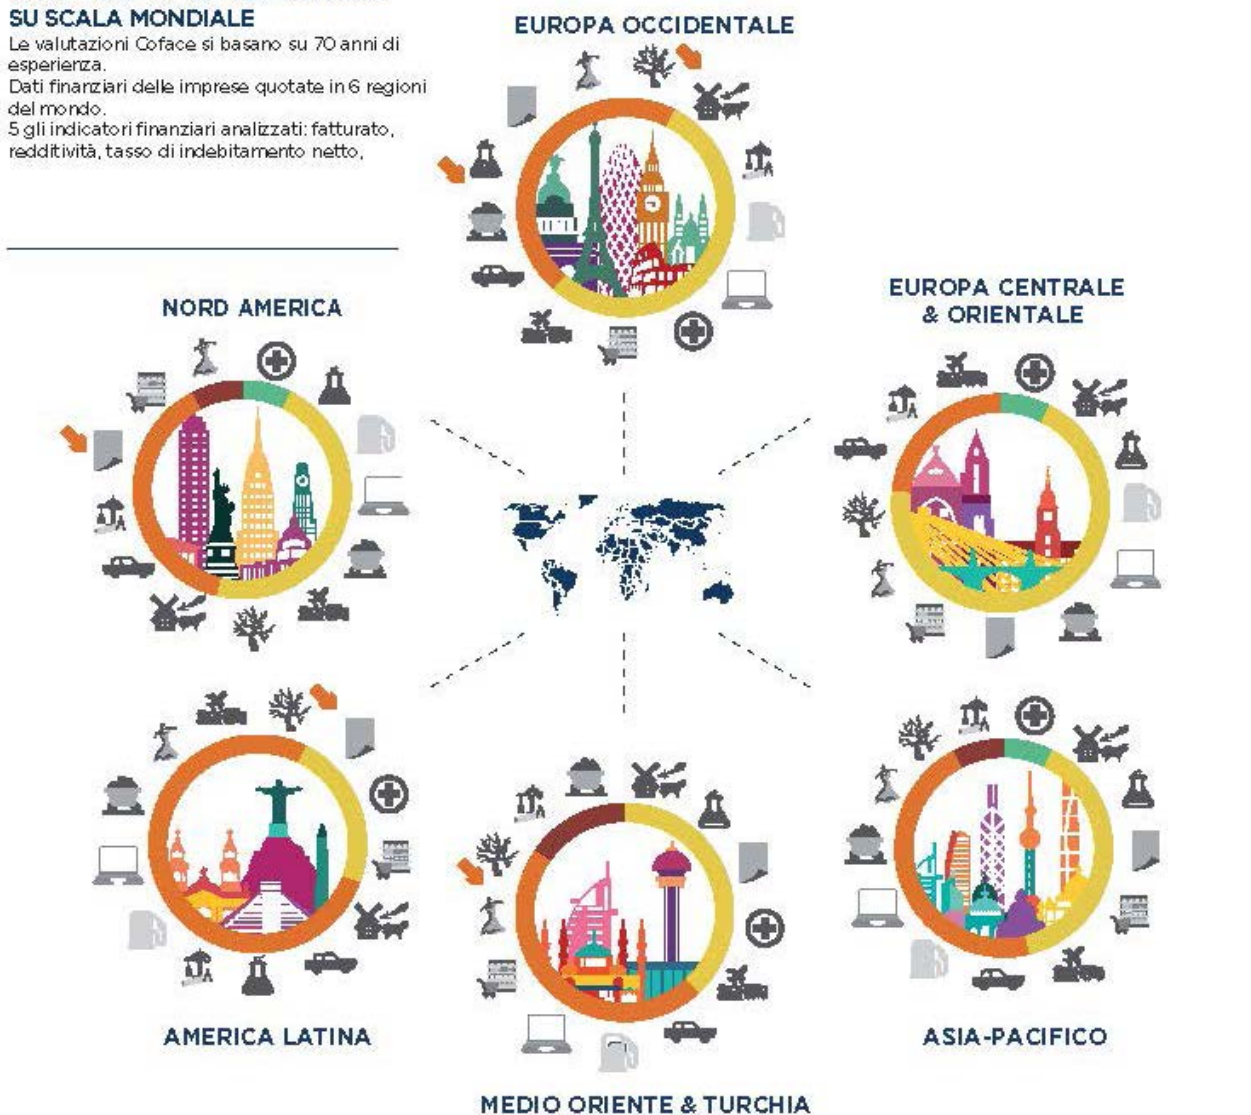 SU SCALA MONDIALE
Le valutazioni Coface si basano su 70 anni di
esperienza.
Dati finanziari delle imprese quotate in 6 regioni
del mondo.
5 gli indicatori finanziari analizzati: fatturato,
redditività, tasso di indebitamento netto,
EUROPA OCCIDENTALE
NORD AMERICA
EUROPA CENTRALE
& ORIENTALE
AMERICA LATINA
ASIA-PACIFICO
MEDIO ORIENTE & TURCHIA